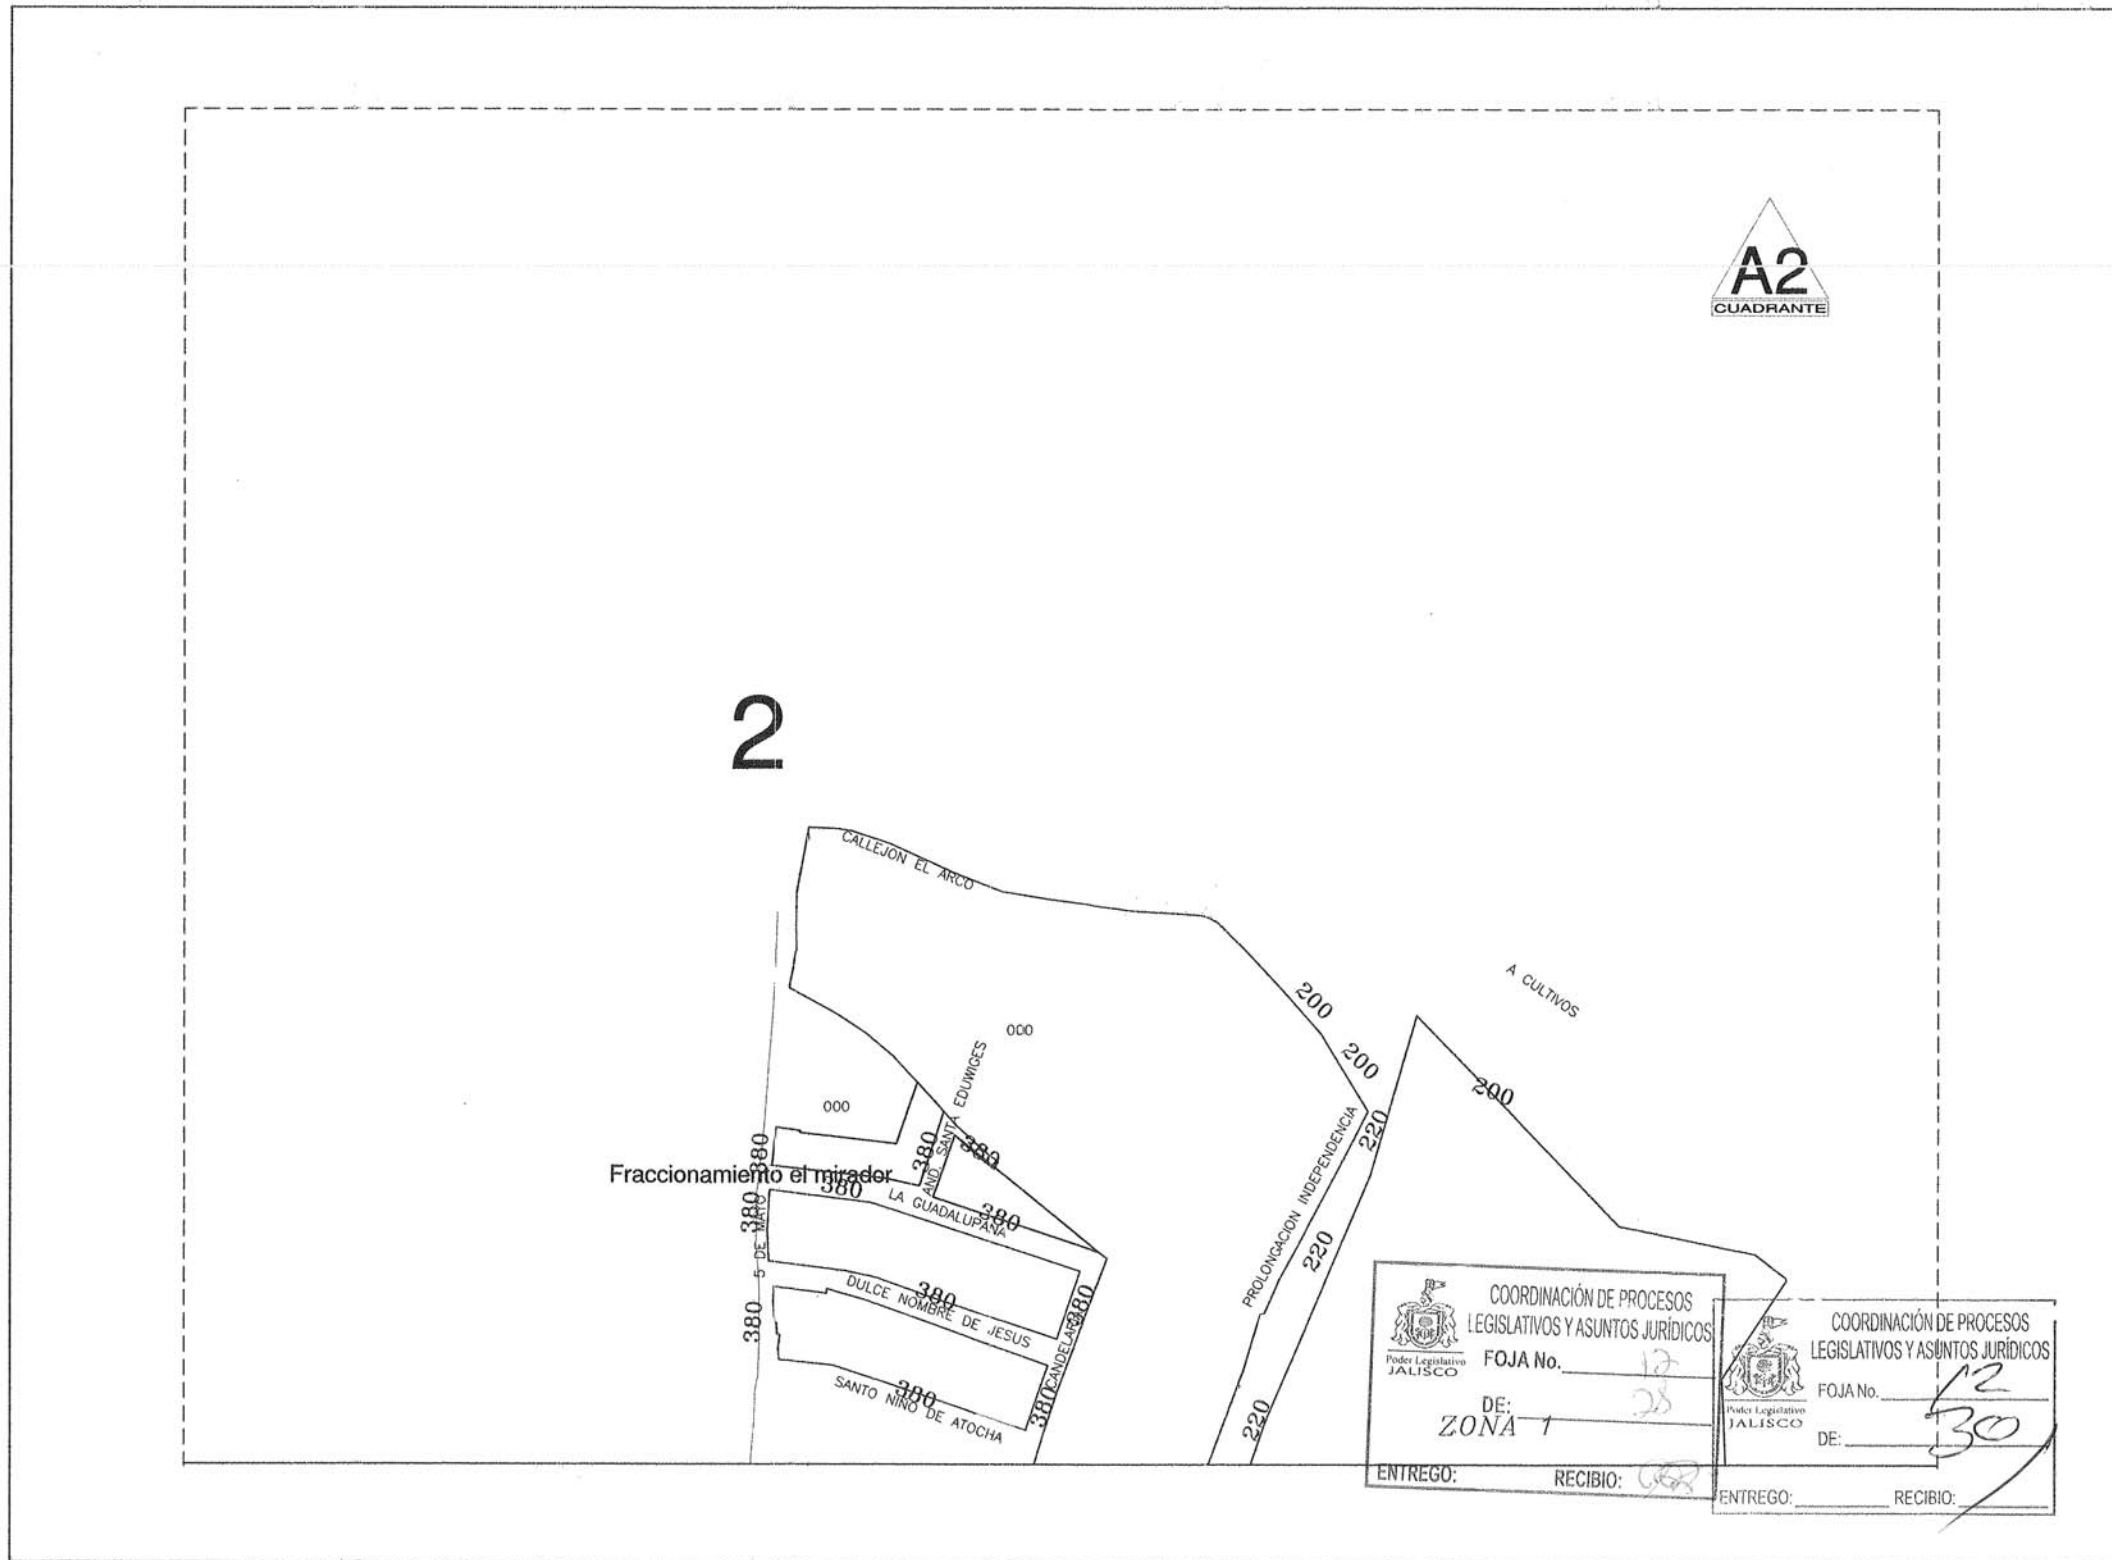 A2
CUADRANTE
2
CALLEJON EL ARCO
A CULTIVOS
200
200
200
000
000
AND. SANTA EDUWIGES
380
380
380
380
Fraccionamiento el mirador
380
LA GUADALUPANA
380
380
5 DE MAYO
380
DULCE NOMBRE DE JESUS
380
380
CANDELARIA
380
SANTO NIÑO DE ATOCHA
380
PROLONGACION INDEPENDENCIA
220
220
220
COORDINACIÓN DE PROCESOS
LEGISLATIVOS Y ASUNTOS JURÍDICOS
Poder Legislativo
JALISCO
FOJA No. 12
DE: 28
ZONA 1
ENTREGO: RECIBIO:
COORDINACIÓN DE PROCESOS
LEGISLATIVOS Y ASUNTOS JURÍDICOS
Poder Legislativo
JALISCO
FOJA No. 12
DE: 30
ENTREGO: RECIBIO: